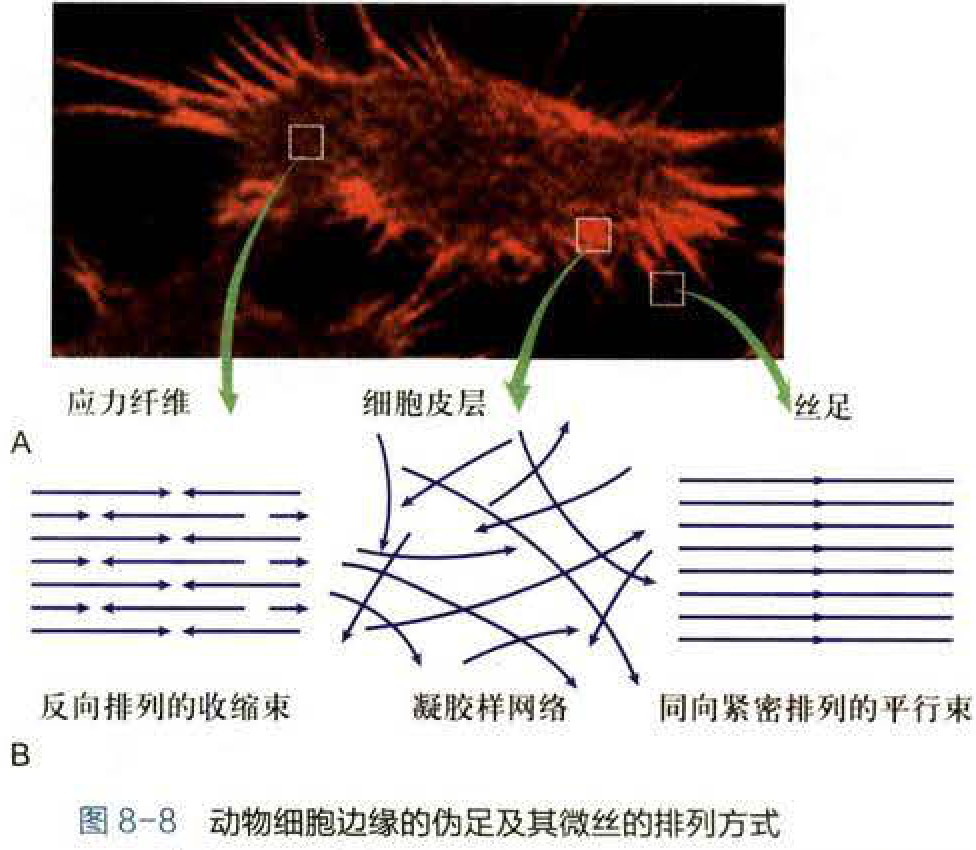 应力纤维 细胞皮层 丝足
A
反向排列的收缩束 凝胶样网络 同向紧密排列的平行束
B
图 8-8 动物细胞边缘的伪足及其微丝的排列方式